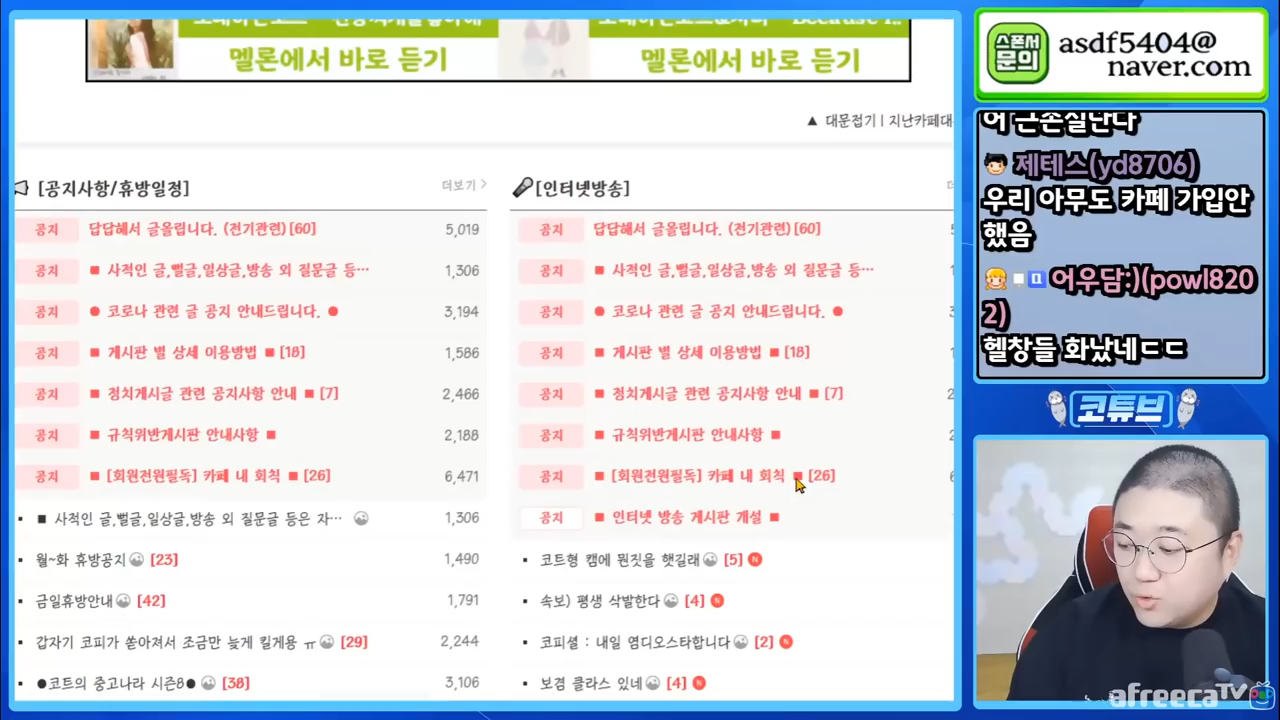 멜론에서 바로 듣기
멜론에서 바로 듣기
▲ 대문접기 | 지난카페대
[공지사항/휴방일정]
더보기 >
공지 답답해서 글올립니다. (전기관련) [60] 5,019
공지 ■ 사적인 글,뻘글,일상글,방송 외 질문글 등… 1,306
공지 ● 코로나 관련 글 공지 안내드립니다. ● 3,194
공지 ■ 게시판 별 상세 이용방법 ■ [18] 1,586
공지 ■ 정치게시글 관련 공지사항 안내 ■ [7] 2,466
공지 ■ 규칙위반게시판 안내사항 ■ 2,188
공지 ■ [회원전원필독] 카페 내 회칙 ■ [26] 6,471
■ 사적인 글,뻘글,일상글,방송 외 질문글 등은 자… 1,306
월~화 휴방공지 [23] 1,490
금일휴방안내 [42] 1,791
갑자기 코피가 쏟아져서 조금만 늦게 킬게용 ㅠ [29] 2,244
●코트의 중고나라 시즌8● [38] 3,106
[인터넷방송]
공지 답답해서 글올립니다. (전기관련) [60]
공지 ■ 사적인 글,뻘글,일상글,방송 외 질문글 등…
공지 ● 코로나 관련 글 공지 안내드립니다. ●
공지 ■ 게시판 별 상세 이용방법 ■ [18]
공지 ■ 정치게시글 관련 공지사항 안내 ■ [7]
공지 ■ 규칙위반게시판 안내사항 ■
공지 ■ [회원전원필독] 카페 내 회칙 ■ [26]
공지 ■ 인터넷 방송 게시판 개설 ■
코트형 캠에 뭔짓을 햇길래 [5] N
속보) 평생 삭발한다 [4] N
코피셜 : 내일 염디오스타합니다 [2] N
보겸 클라스 있네 [4] N
스폰서
문의
asdf5404@
naver.com
어 근손실난다
제테스(yd8706)
우리 아무도 카페 가입안
했음
어우담:)(powl820
2)
헬창들 화났네ㄷㄷ
코튜브
afreecaTV